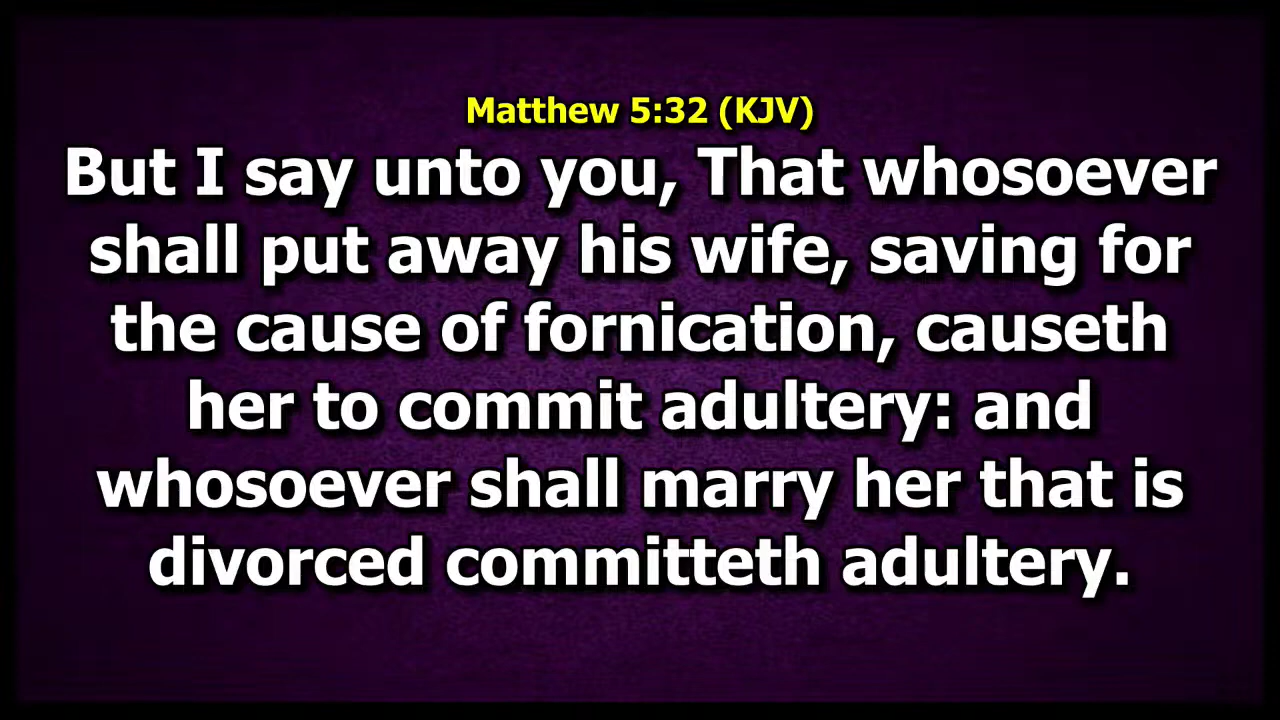 Matthew 5:32 (KJV)
But I say unto you, That whosoever
shall put away his wife, saving for
the cause of fornication, causeth
her to commit adultery: and
whosoever shall marry her that is
divorced committeth adultery.